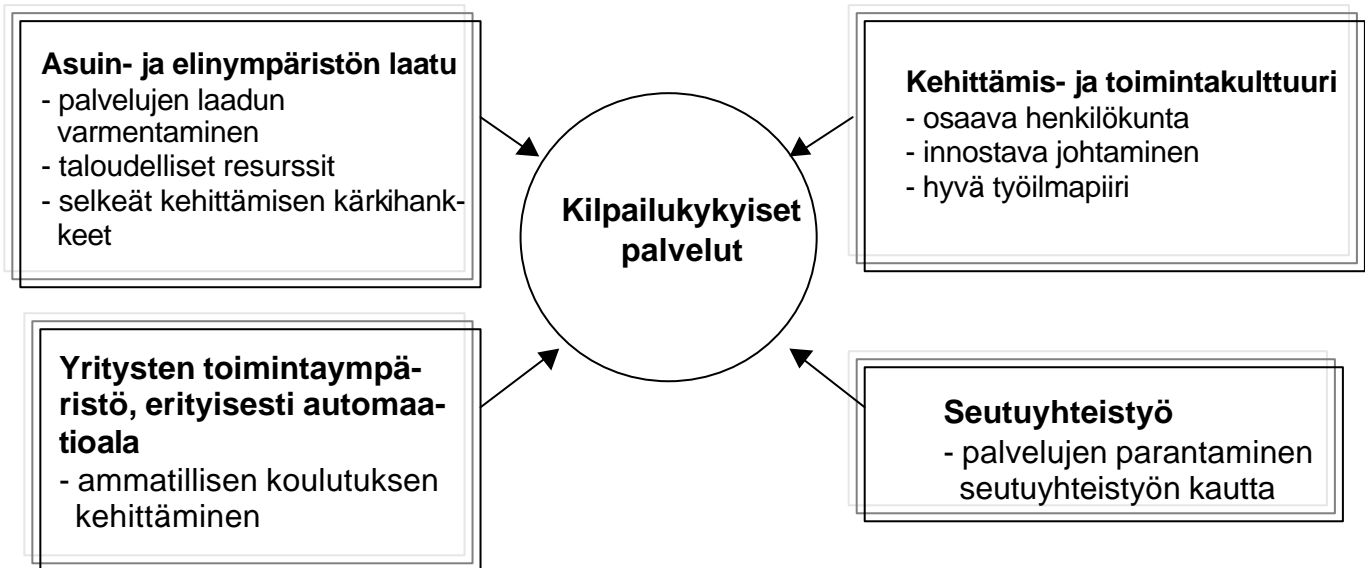 Asuin- ja elinympäristön laatu
- palvelujen laadun
varmentaminen
- taloudelliset resurssit
- selkeät kehittämisen kärkihank-
keet
Kehittämis- ja toimintakulttuuri
- osaava henkilökunta
- innostava johtaminen
- hyvä työilmapiiri
Kilpailukykyiset
palvelut
Yritysten toimintaympä-
ristö, erityisesti automaa-
tioala
- ammatillisen koulutuksen
kehittäminen
Seutuyhteistyö
- palvelujen parantaminen
seutuyhteistyön kautta